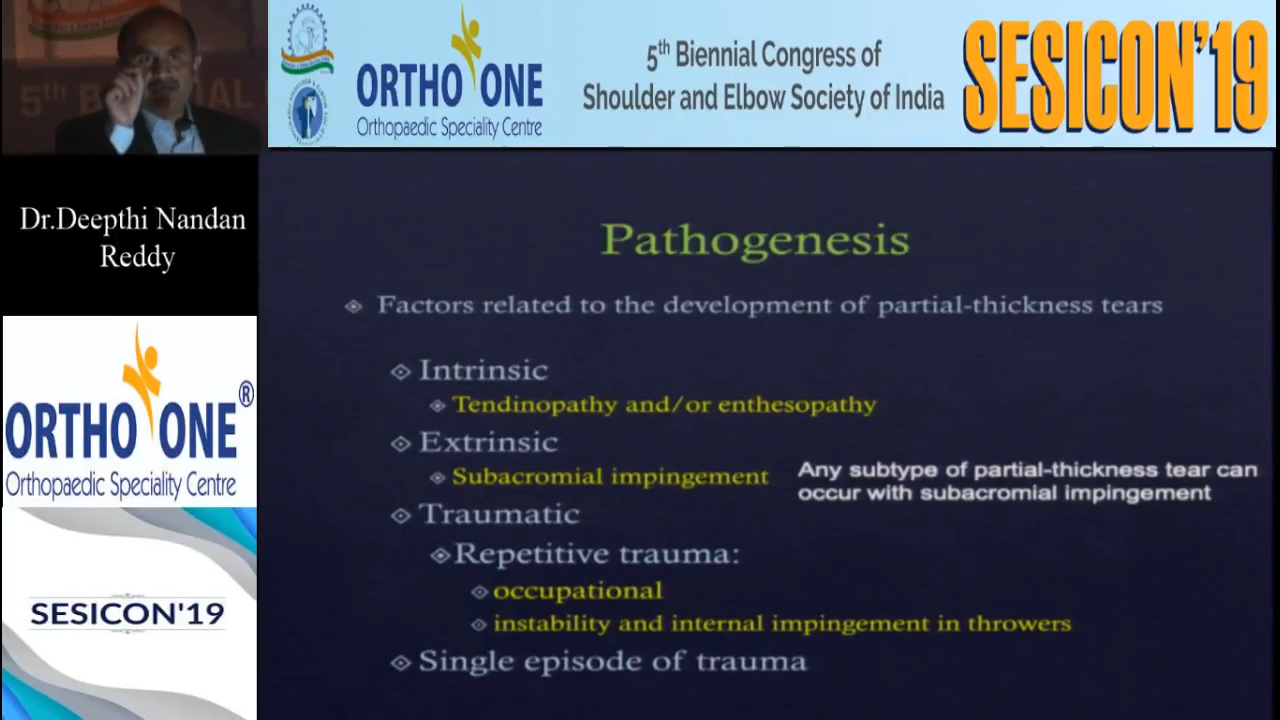 5th B
AL
ORTHO ONE
Orthopaedic Speciality Centre
5th Biennial Congress of
Shoulder and Elbow Society of India
SESICON'19
Dr.Deepthi Nandan
Reddy
ORTHO ONE®
Orthopaedic Speciality Centre
SESICON'19
Pathogenesis
Factors related to the development of partial-thickness tears
Intrinsic
Tendinopathy and/or enthesopathy
Extrinsic
Subacromial impingement
Any subtype of partial-thickness tear can
occur with subacromial impingement
Traumatic
Repetitive trauma:
occupational
instability and internal impingement in throwers
Single episode of trauma